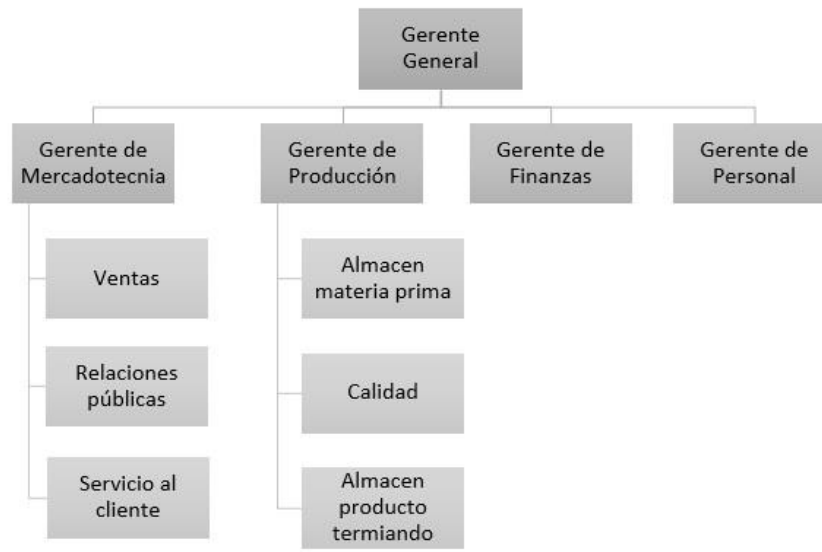 Gerente
General
Gerente de
Mercadotecnia
Gerente de
Producción
Gerente de
Finanzas
Gerente de
Personal
Ventas
Relaciones
públicas
Servicio al
cliente
Almacen
materia prima
Calidad
Almacen
producto
termiando